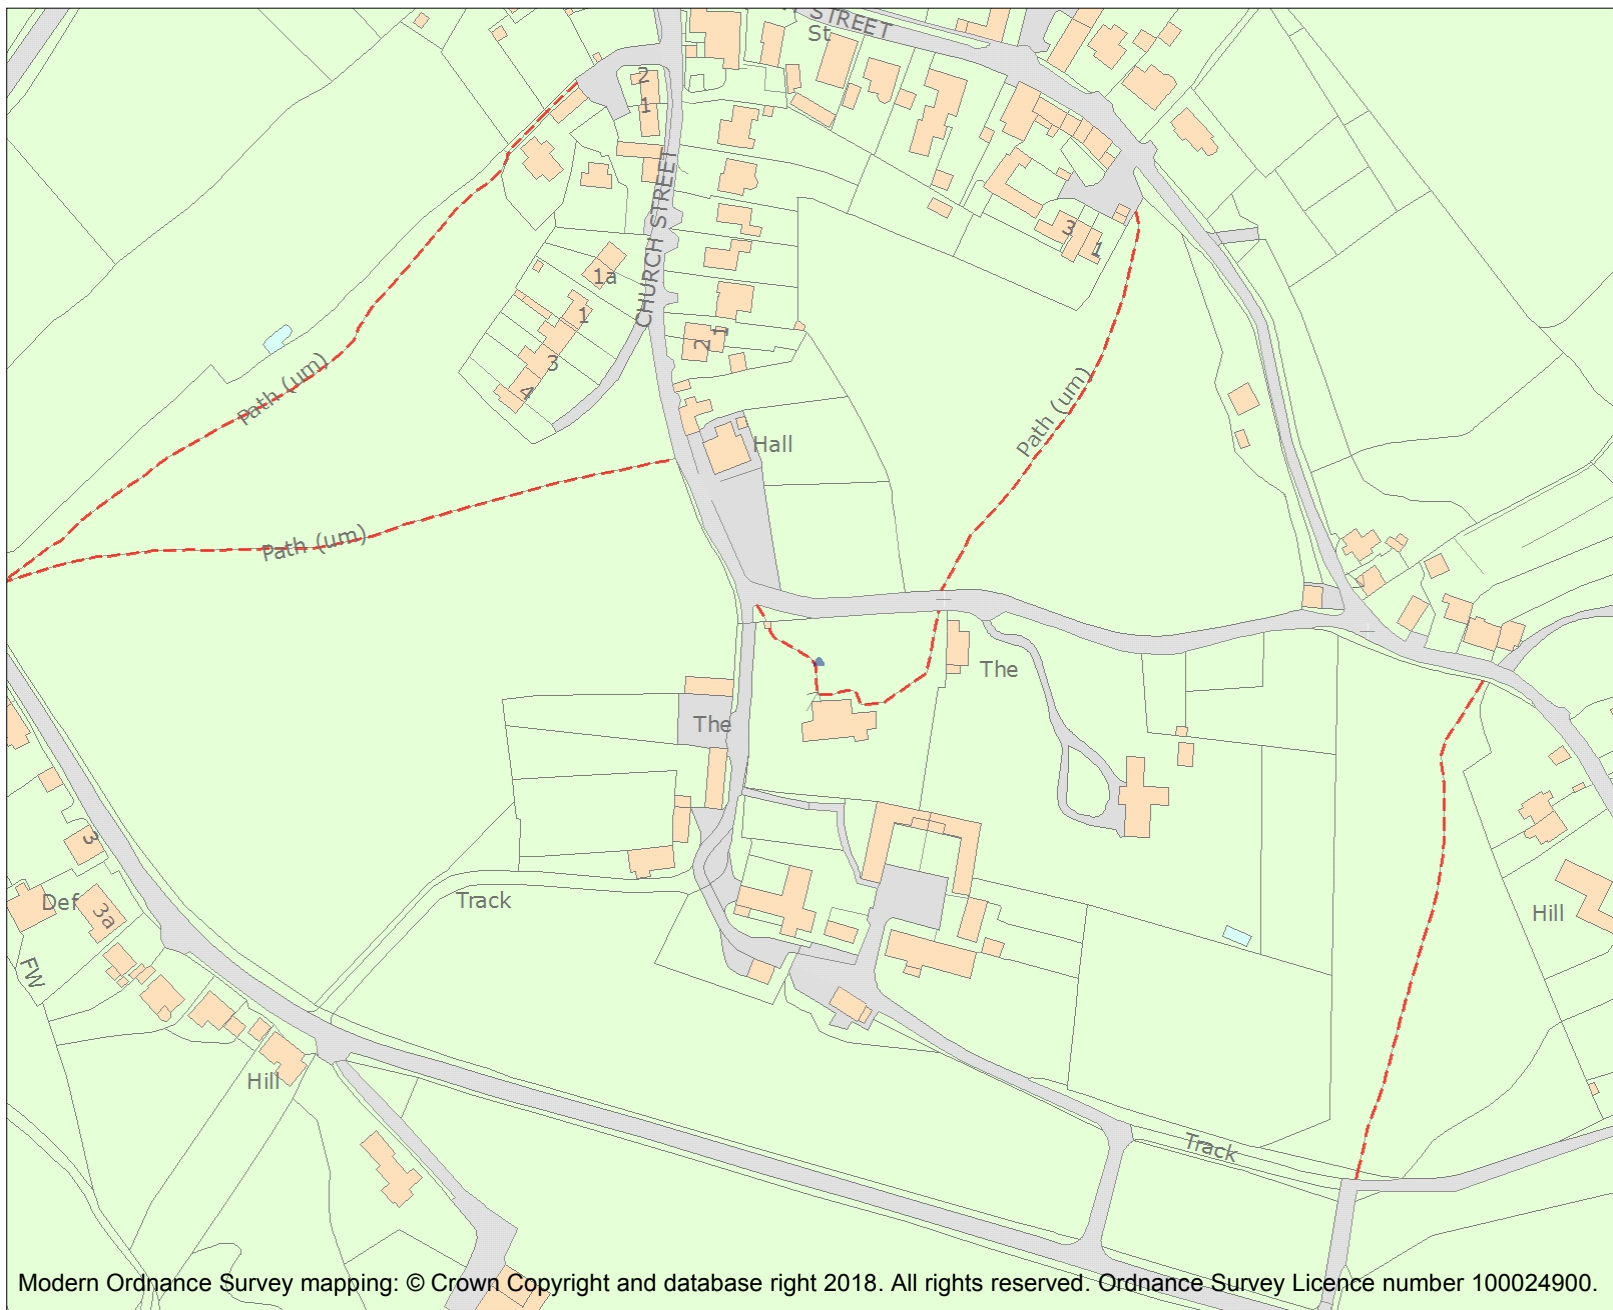 STREET
St
2
1
CHURCH STREET
3
1
1a
1
1
2
3
4
Path (um)
Path (um)
Hall
Path (um)
The
The
3
Def
3a
Track
Hill
FW
Hill
Track
Modern Ordnance Survey mapping: © Crown Copyright and database right 2018. All rights reserved. Ordnance Survey Licence number 100024900.